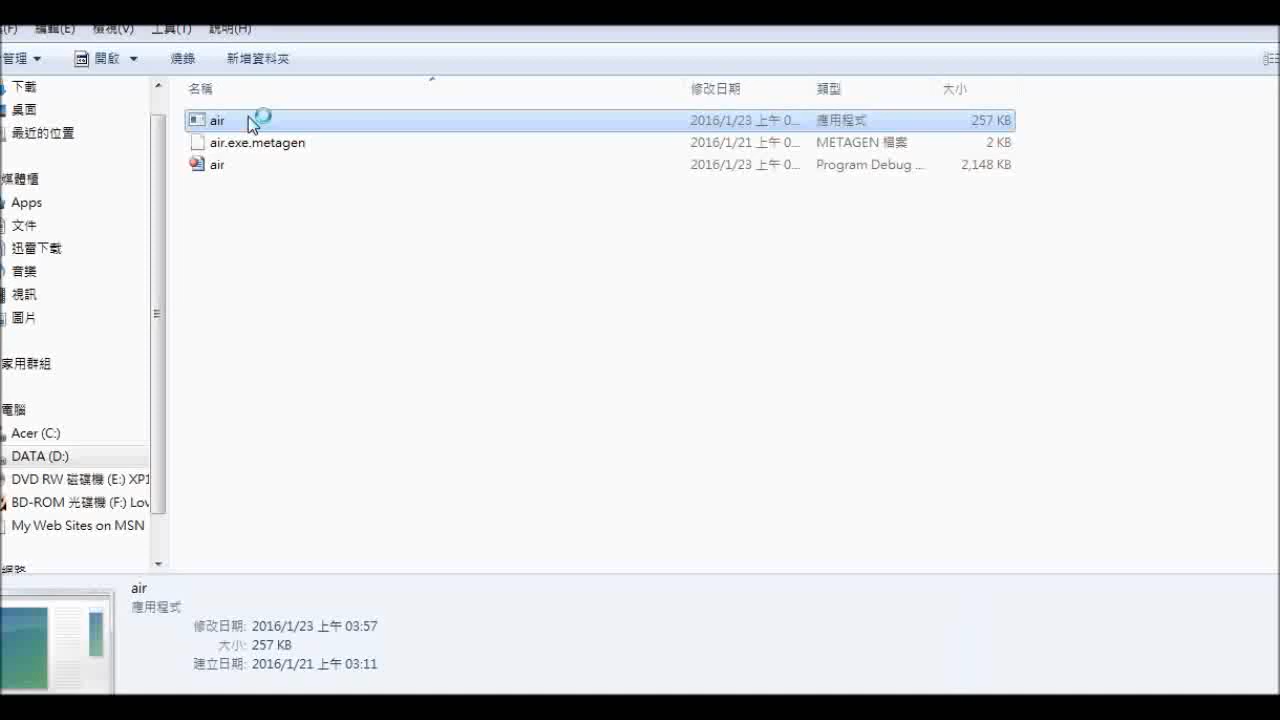 (F) 編輯(E) 檢視(V) 工具(T) 說明(H)
管理 開啟 燒錄 新增資料夾
名稱 修改日期 類型 大小
air 2016/1/23 上午 0... 應用程式 257 KB
air.exe.metagen 2016/1/21 上午 0... METAGEN 檔案 2 KB
air 2016/1/23 上午 0... Program Debug ... 2,148 KB
下載
桌面
最近的位置
媒體櫃
Apps
文件
迅雷下載
音樂
視訊
圖片
家用群組
電腦
Acer (C:)
DATA (D:)
DVD RW 磁碟機 (E:) XP1
BD-ROM 光碟機 (F:) Lov
My Web Sites on MSN
網路
air
應用程式
修改日期: 2016/1/23 上午 03:57
大小: 257 KB
建立日期: 2016/1/21 上午 03:11